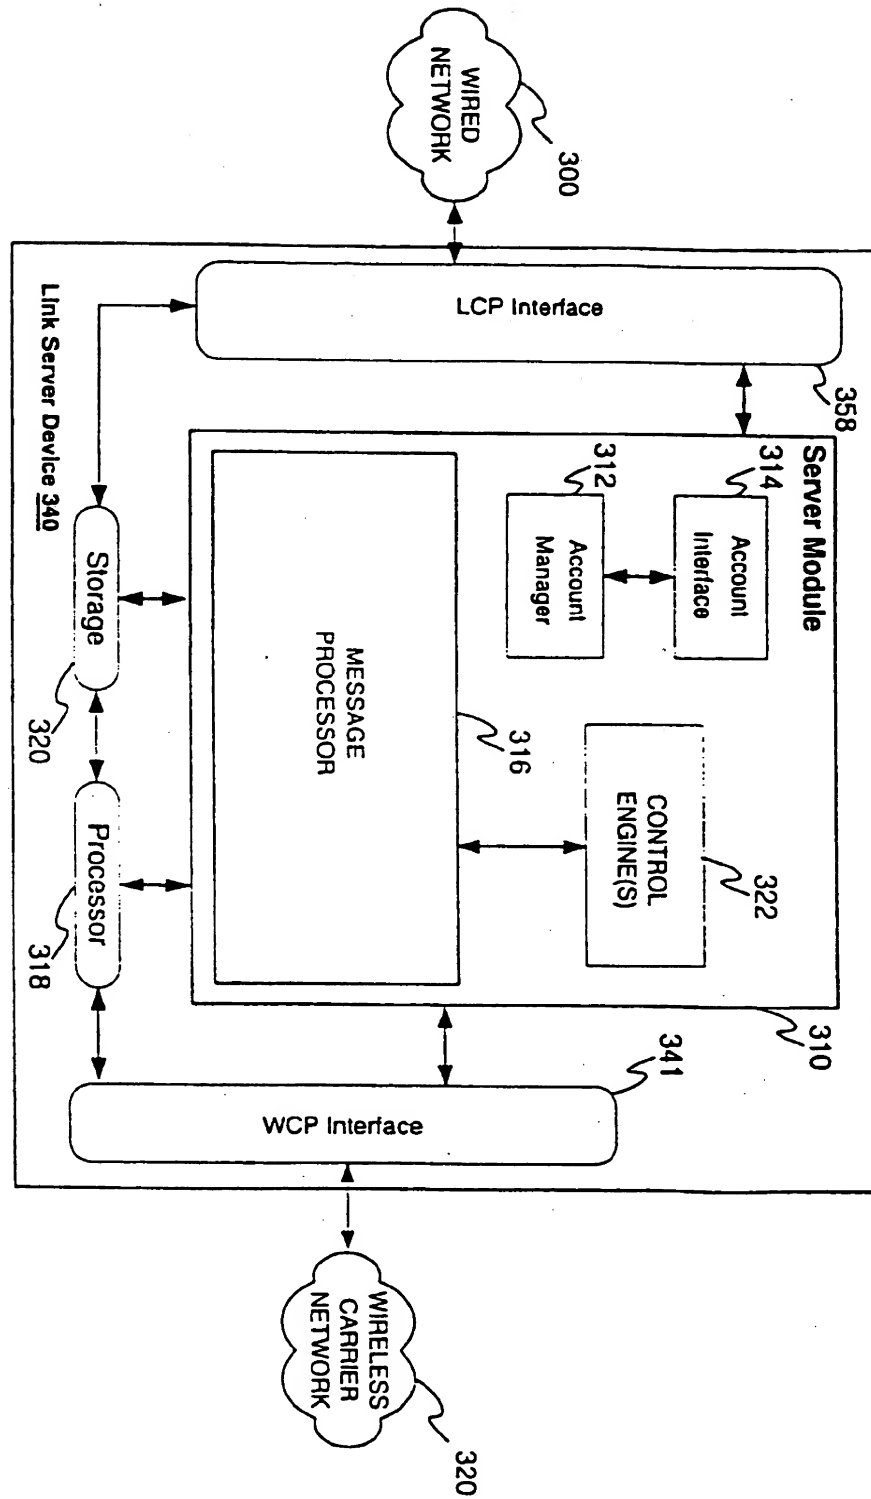 WIRED
NETWORK
300
LCP Interface
358
Server Module
310
314
Account
Interface
312
Account
Manager
CONTROL
ENGINE(S)
322
316
MESSAGE
PROCESSOR
Storage
320
Processor
318
Link Server Device 340
341
WCP Interface
WIRELESS
CARRIER
NETWORK
320